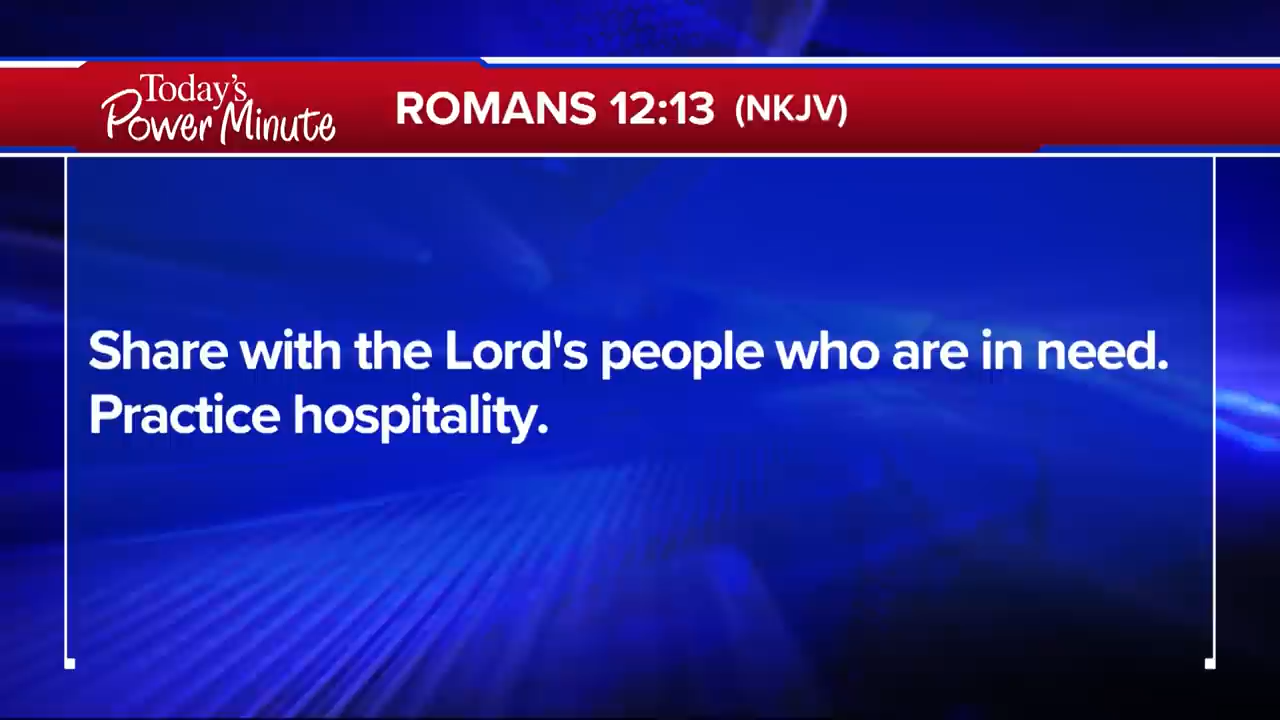 Today's
Power Minute
ROMANS 12:13 (NKJV)
Share with the Lord's people who are in need.
Practice hospitality.